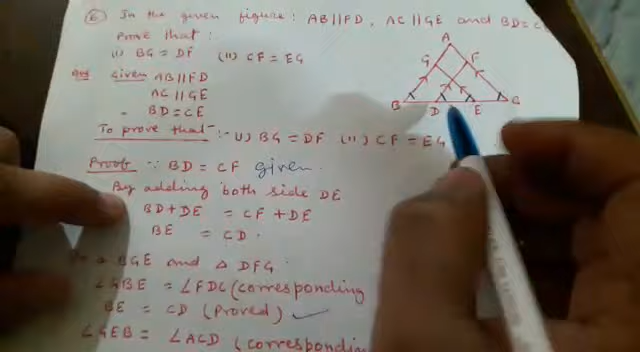 6 In the given figure: AB || FD, AC || GE and BD = C
Prove that:
(i) BG = DF (ii) CF = EG
Ans Given AB || FD
AC || GE
BD = CE
To prove that:- (i) BG = DF (ii) CF = EG
Proof ∵ BD = CF given
By adding both side DE
BD + DE = CF + DE
BE = CD.
△ BGE and △ DFG
∠GBE = ∠FDC (corresponding
BE = CD (Proved)
∠GEB = ∠ACD (correspondin
A
G F
B D E C